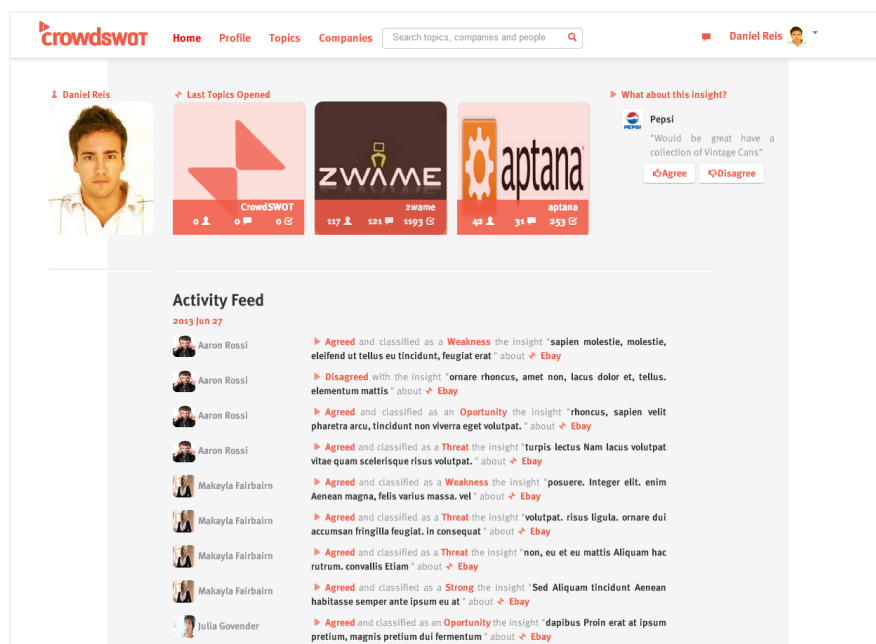 crowdswot
Home Profile Topics Companies
Search topics, companies and people
Daniel Reis
Daniel Reis
Last Topics Opened
What about this insight?
CrowdSWOT
0 0 0
ZWAME
zwame
117 121 1193
aptana
aptana
42 31 253
PEPSI
Pepsi
"Would be great have a
collection of Vintage Cans"
Agree Disagree
Activity Feed
2013 Jun 27
Aaron Rossi
Agreed and classified as a Weakness the insight "sapien molestie, molestie,
eleifend ut tellus eu tincidunt, feugiat erat " about Ebay
Aaron Rossi
Disagreed with the insight "ornare rhoncus, amet non, lacus dolor et, tellus.
elementum mattis " about Ebay
Aaron Rossi
Agreed and classified as an Oportunity the insight "rhoncus, sapien velit
pharetra arcu, tincidunt non viverra eget volutpat. " about Ebay
Aaron Rossi
Agreed and classified as a Threat the insight "turpis lectus Nam lacus volutpat
vitae quam scelerisque risus volutpat. " about Ebay
Makayla Fairbairn
Agreed and classified as a Weakness the insight "posuere. Integer elit. enim
Aenean magna, felis varius massa. vel " about Ebay
Makayla Fairbairn
Agreed and classified as a Threat the insight "volutpat. risus ligula. ornare dui
accumsan fringilla feugiat. in consequat " about Ebay
Makayla Fairbairn
Agreed and classified as a Threat the insight "non, eu et eu mattis Aliquam hac
rutrum. convallis Etiam " about Ebay
Makayla Fairbairn
Agreed and classified as a Strong the insight "Sed Aliquam tincidunt Aenean
habitasse semper ante ipsum eu at " about Ebay
Julia Govender
Agreed and classified as an Oportunity the insight "dapibus Proin erat at ipsum
pretium, magnis pretium dui fermentum " about Ebay